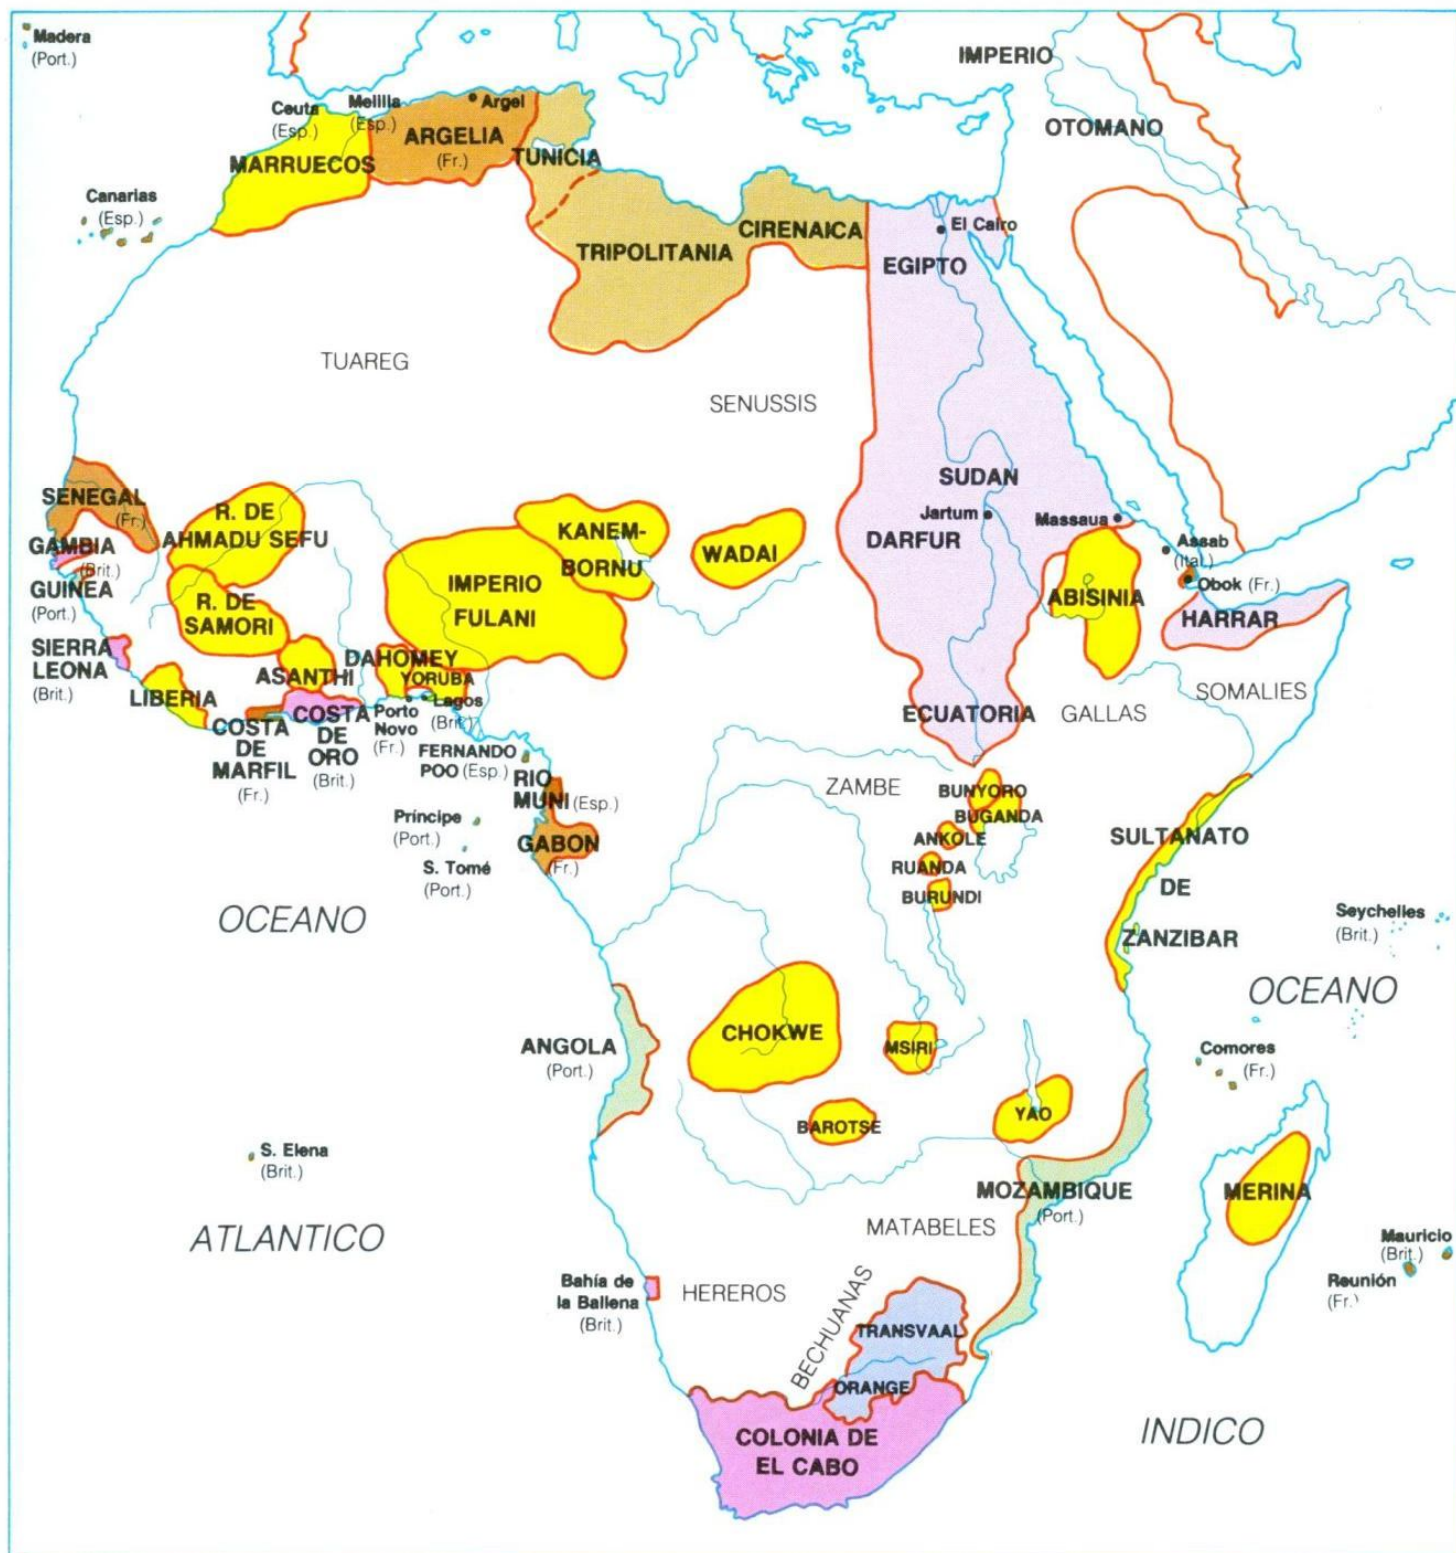 Madera
(Port.)
IMPERIO
OTOMANO
Ceuta
(Esp.)
Melilla
(Esp.)
Argel
ARGELIA
(Fr.)
MARRUECOS
TUNICIA
Canarias
(Esp.)
TRIPOLITANIA
CIRENAICA
El Cairo
EGIPTO
TUAREG
SENUSSIS
SENEGAL
(Fr.)
R. DE
AHMADU SEFU
KANEM-
BORNU
WADAI
SUDAN
Jartum
DARFUR
Massaua
Assab
(Ital.)
Obok (Fr.)
GAMBIA
(Brit.)
GUINEA
(Port.)
R. DE
SAMORI
IMPERIO
FULANI
ABISINIA
HARRAR
SIERRA
LEONA
(Brit.)
LIBERIA
ASANTHI
DAHOMEY
YORUBA
COSTA
DE
MARFIL
(Fr.)
COSTA
DE
ORO
(Brit.)
Porto
Novo
(Fr.)
Lagos
(Brit.)
ECUATORIA
GALLAS
SOMALIES
FERNANDO
POO (Esp.)
RIO
MUNI (Esp.)
ZAMBE
BUNYORO
BUGANDA
ANKOLE
RUANDA
BURUNDI
Príncipe
(Port.)
S. Tomé
(Port.)
GABON
(Fr.)
SULTANATO
DE
ZANZIBAR
OCEANO
Seychelles
(Brit.)
OCEANO
ANGOLA
(Port.)
CHOKWE
MSIRI
Comores
(Fr.)
BAROTSE
YAO
S. Elena
(Brit.)
MOZAMBIQUE
(Port.)
MERINA
ATLANTICO
MATABELES
Mauricio
(Brit.)
Reunión
(Fr.)
Bahía de
la Ballena
(Brit.)
HEREROS
BECHUANAS
TRANSVAAL
ORANGE
COLONIA DE
EL CABO
INDICO